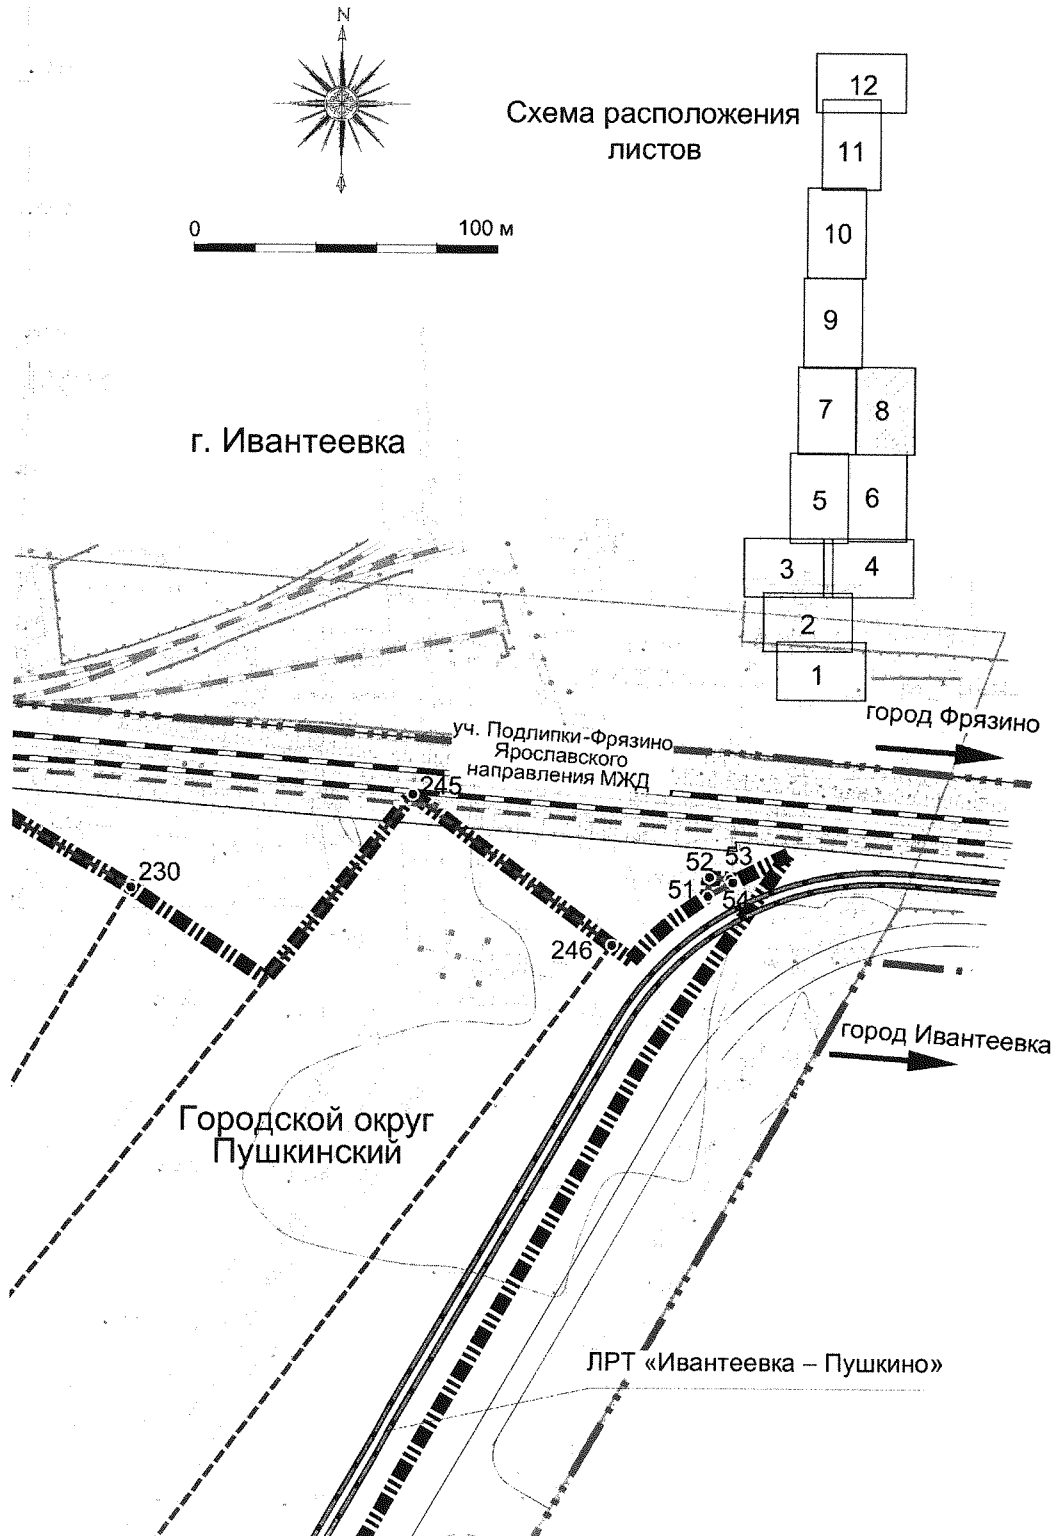 N
0 100 м
Схема расположения
листов
12
11
10
9
7 8
5 6
3 4
2
1
г. Ивантеевка
город Фрязино
уч. Подлипки-Фрязино
Ярославского
направления МЖД
245
230
52 53
51 54
246
город Ивантеевка
Городской округ
Пушкинский
ЛРТ «Ивантеевка – Пушкино»